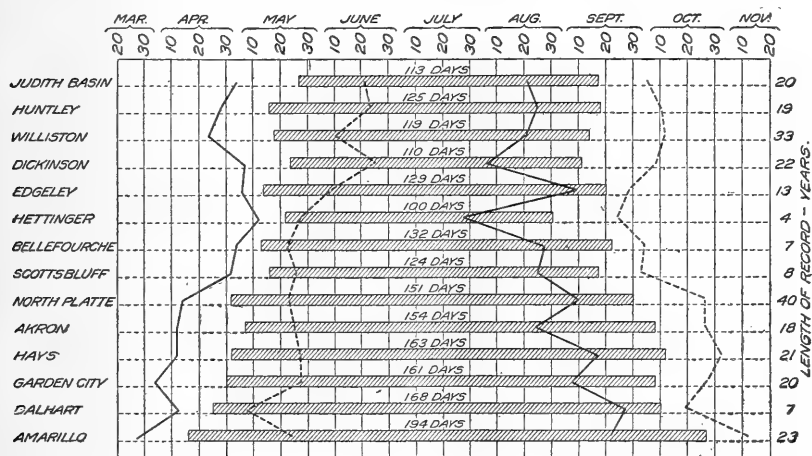 MAR. APR. MAY JUNE JULY AUG. SEPT. OCT. NOV.
20 30 10 20 30 10 20 30 10 20 30 10 20 30 10 20 30 10 20 30 10 20 30 10 20
113 DAYS
JUDITH BASIN 20
125 DAYS
HUNTLEY 19
119 DAYS
WILLISTON 33
110 DAYS
DICKINSON 22
129 DAYS
EDGELEY 13
100 DAYS
HETTINGER 4
132 DAYS
BELLEFOURCHE 7
124 DAYS
SCOTTSBLUFF 8
151 DAYS
NORTH PLATTE 40
154 DAYS
AKRON 18
163 DAYS
HAYS 21
161 DAYS
GARDEN CITY 20
168 DAYS
DALHART 7
194 DAYS
AMARILLO 23
LENGTH OF RECORD - YEARS.